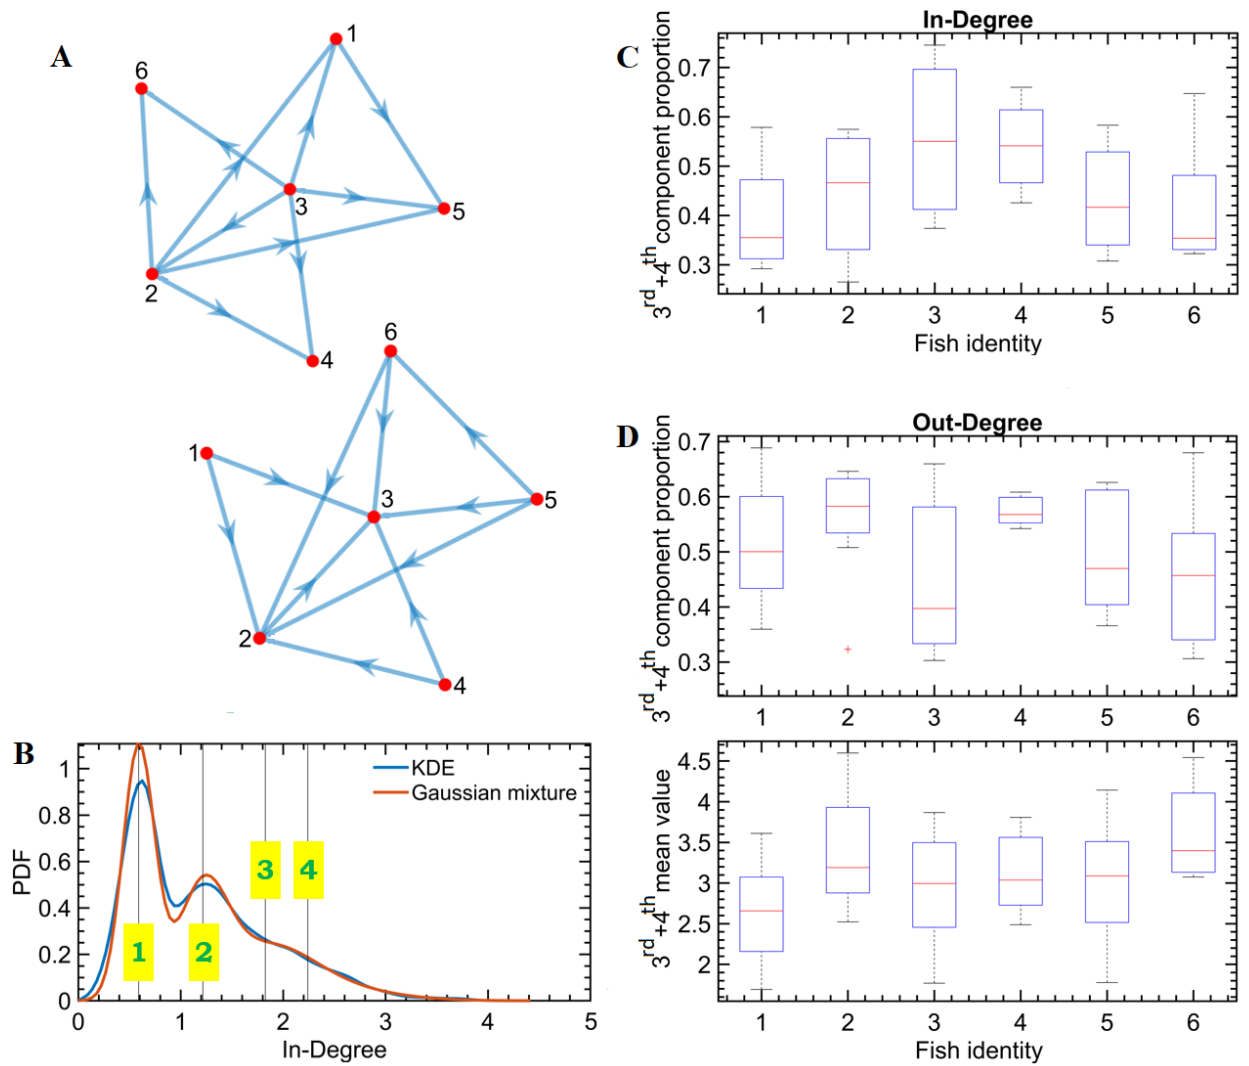 A
1
6
3
5
2
4
6
1
3
5
2
4
B
KDE
Gaussian mixture
PDF
1
0.8
0.6
0.4
0.2
0
1
2
3
4
0 1 2 3 4 5
In-Degree
C
In-Degree
3rd+4th component proportion
0.7
0.6
0.5
0.4
0.3
1 2 3 4 5 6
Fish identity
D
Out-Degree
3rd+4th component proportion
0.7
0.6
0.5
0.4
0.3
1 2 3 4 5 6
3rd+4th mean value
4.5
4
3.5
3
2.5
2
1 2 3 4 5 6
Fish identity